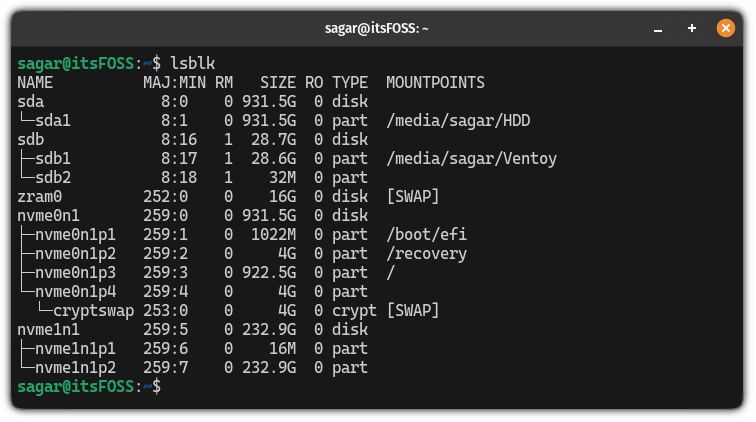 sagar@itsFOSS: ~
sagar@itsFOSS:~$ lsblk
NAME          MAJ:MIN RM   SIZE RO TYPE  MOUNTPOINTS
sda             8:0    0 931.5G  0 disk
└─sda1          8:1    0 931.5G  0 part  /media/sagar/HDD
sdb             8:16   1  28.7G  0 disk
├─sdb1          8:17   1  28.6G  0 part  /media/sagar/Ventoy
└─sdb2          8:18   1    32M  0 part
zram0         252:0    0    16G  0 disk  [SWAP]
nvme0n1       259:0    0 931.5G  0 disk
├─nvme0n1p1   259:1    0  1022M  0 part  /boot/efi
├─nvme0n1p2   259:2    0     4G  0 part  /recovery
├─nvme0n1p3   259:3    0 922.5G  0 part  /
└─nvme0n1p4   259:4    0     4G  0 part
  └─cryptswap 253:0    0     4G  0 crypt [SWAP]
nvme1n1       259:5    0 232.9G  0 disk
├─nvme1n1p1   259:6    0    16M  0 part
└─nvme1n1p2   259:7    0 232.9G  0 part
sagar@itsFOSS:~$